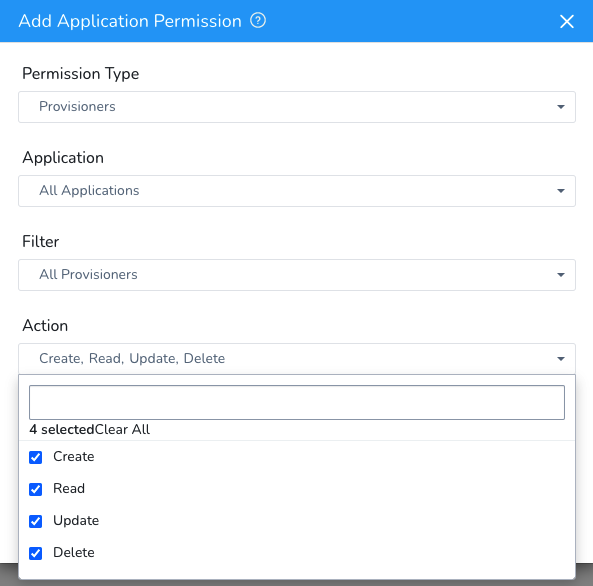 Add Application Permission ?
Permission Type
Provisioners
Application
All Applications
Filter
All Provisioners
Action
Create, Read, Update, Delete
4 selectedClear All
Create
Read
Update
Delete